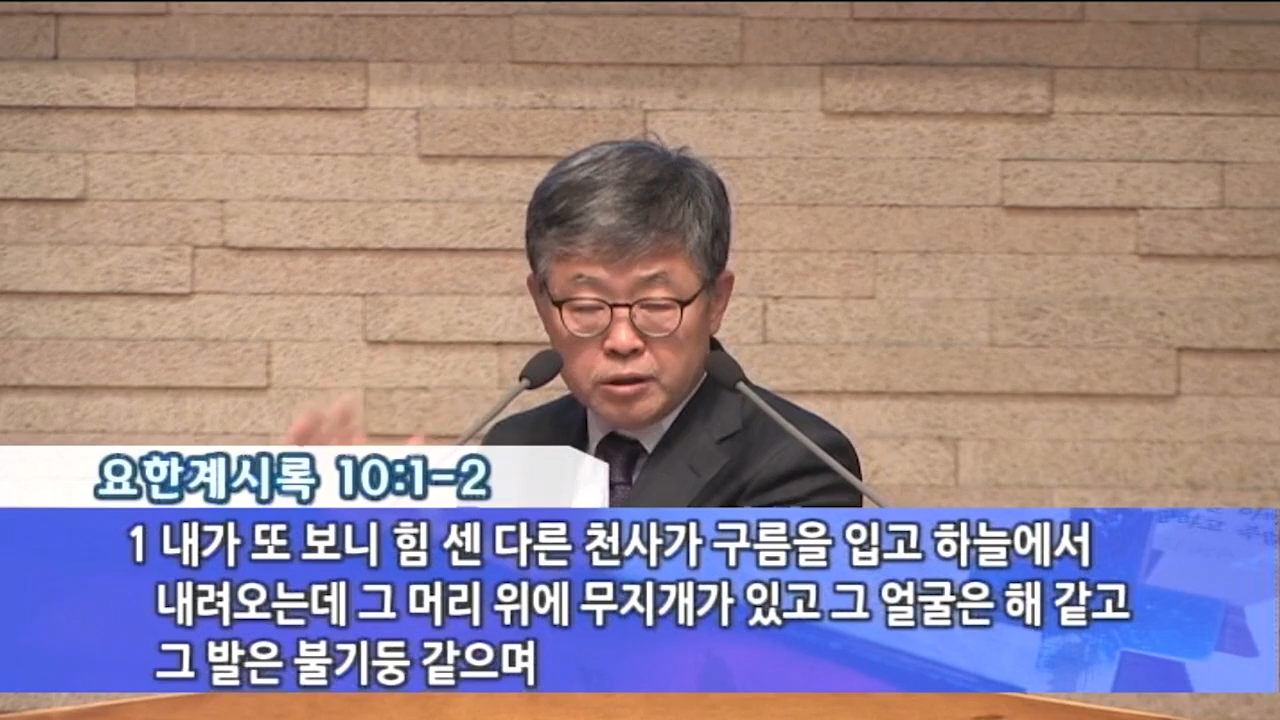 요한계시록 10:1-2
1 내가 또 보니 힘 센 다른 천사가 구름을 입고 하늘에서
내려오는데 그 머리 위에 무지개가 있고 그 얼굴은 해 같고
그 발은 불기둥 같으며